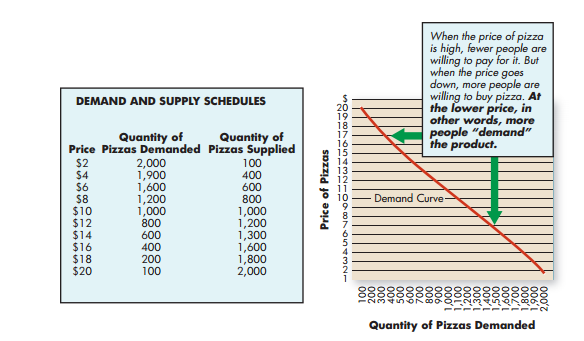 When the price of pizza
is high, fewer people are
willing to pay for it. But
when the price goes
down, more people are
willing to buy pizza. At
the lower price, in
other words, more
people “demand”
the product.
DEMAND AND SUPPLY SCHEDULES
Quantity of Quantity of
Price Pizzas Demanded Pizzas Supplied
$2 2,000 100
$4 1,900 400
$6 1,600 600
$8 1,200 800
$10 1,000 1,000
$12 800 1,200
$14 600 1,300
$16 400 1,600
$18 200 1,800
$20 100 2,000
Price of Pizzas
$
20
19
18
17
16
15
14
13
12
11
10
9
8
7
6
5
4
3
2
1
Demand Curve
100
200
300
400
500
600
700
800
900
1,000
1,100
1,200
1,300
1,400
1,500
1,600
1,700
1,800
1,900
2,000
Quantity of Pizzas Demanded